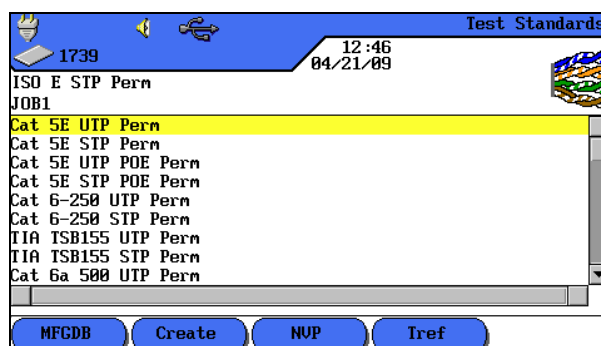 Test Standards
1739
12:46
04/21/09
ISO E STP Perm
JOB1
Cat 5E UTP Perm
Cat 5E STP Perm
Cat 5E UTP POE Perm
Cat 5E STP POE Perm
Cat 6-250 UTP Perm
Cat 6-250 STP Perm
TIA TSB155 UTP Perm
TIA TSB155 STP Perm
Cat 6a 500 UTP Perm
MFGDB Create NVP Tref